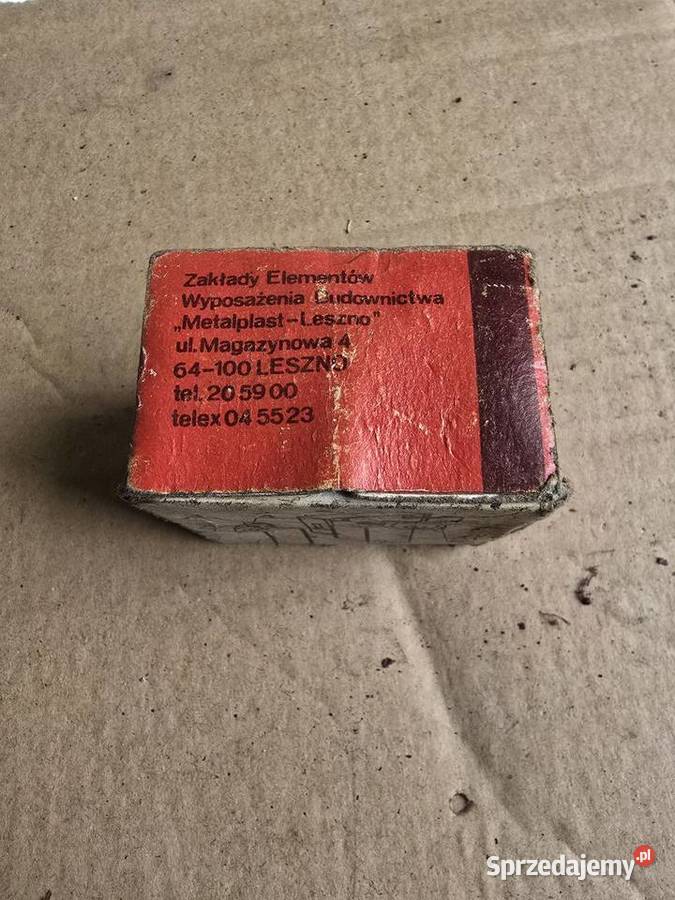 Zakłady Elementów
Wyposażenia Budownictwa
„Metalplast-Leszno"
ul. Magazynowa 4
64-100 LESZNO
tel. 20 59 00
telex 04 55 23
Sprzedajemy.pl